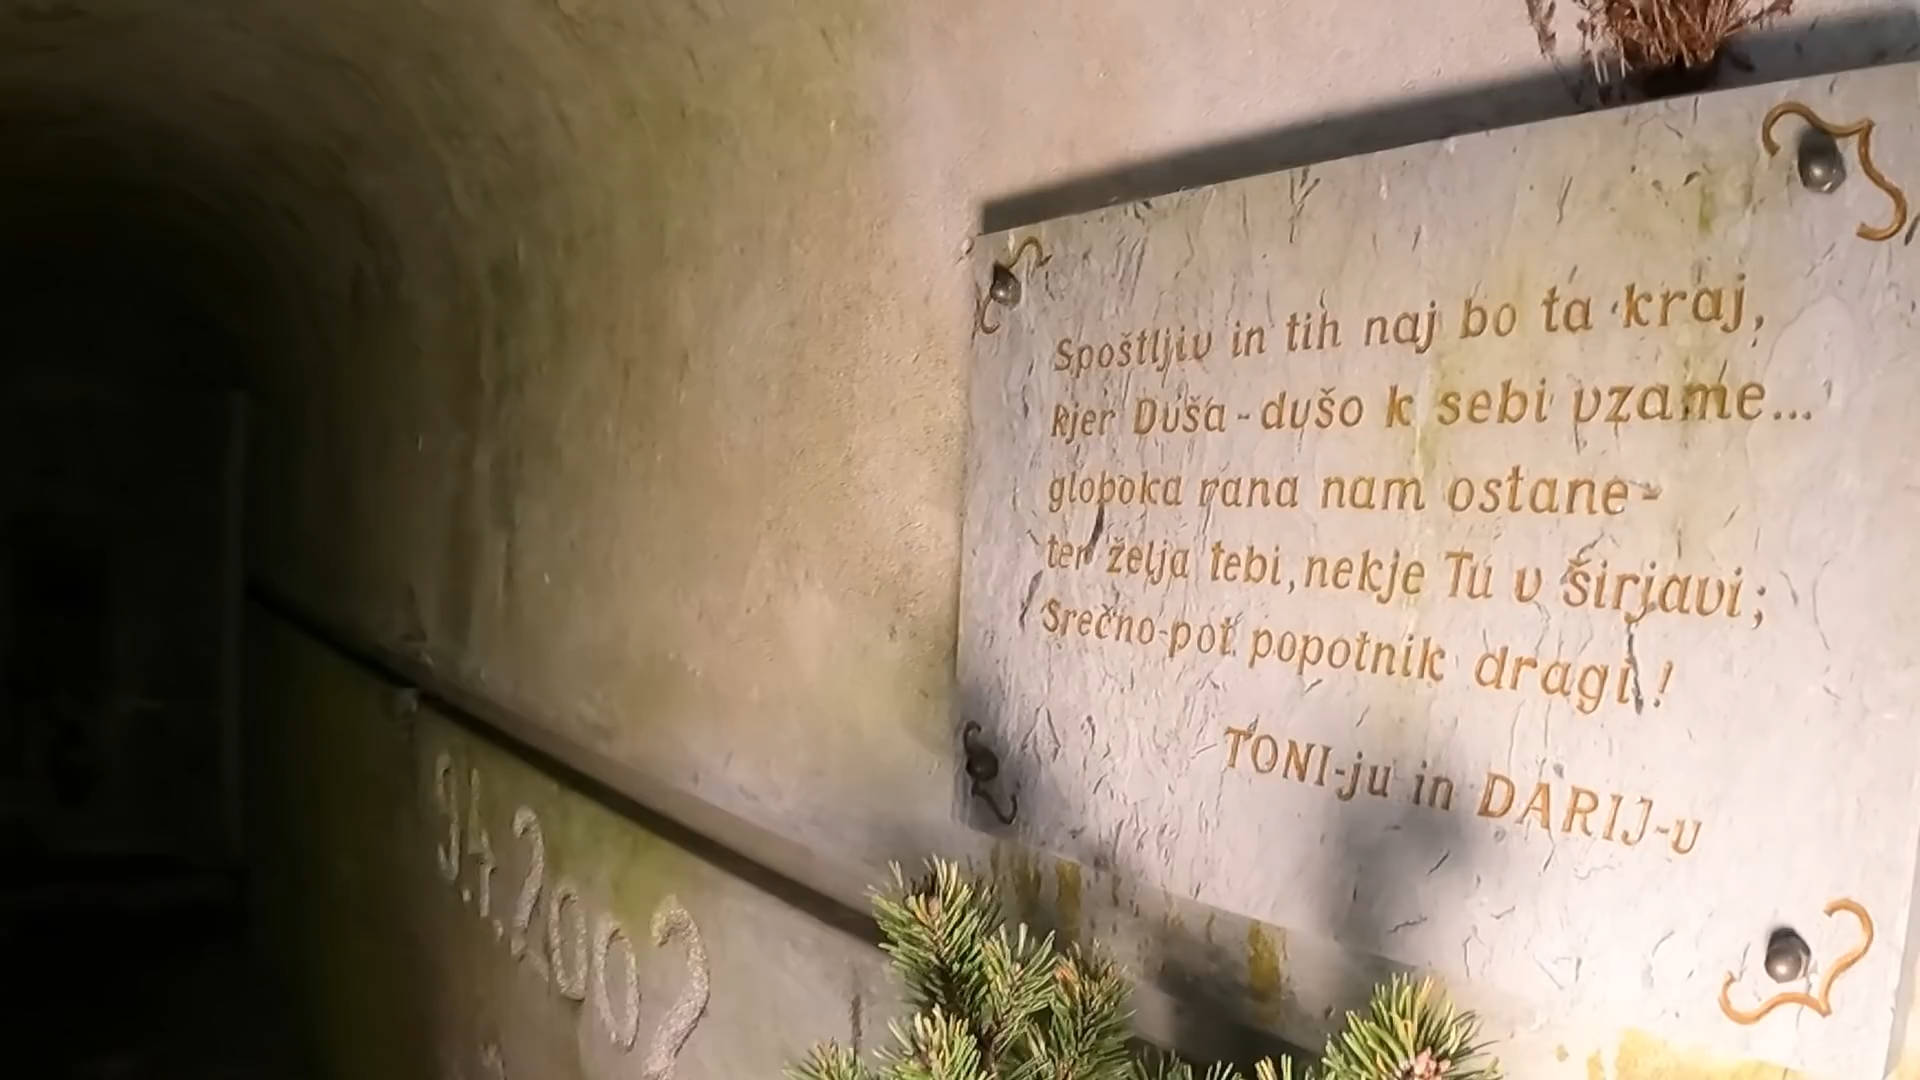 Spoštljiv in tih naj bo ta kraj,
kjer Duša-dušo k sebi vzame...
globoka rana nam ostane-
ter želja tebi, nekje Tu v širjavi;
Srečno-pot popotnik dragi!
TONI-ju in DARIJ-u
9.4.2002